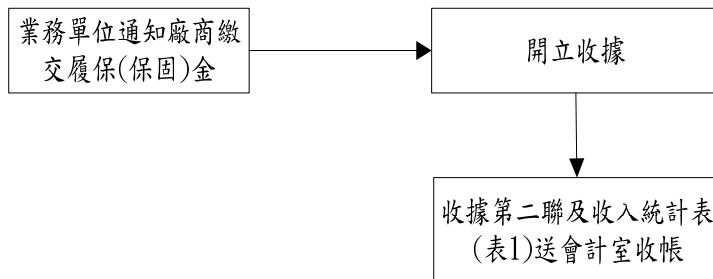 業務單位通知廠商繳
交履保(保固)金
開立收據
收據第二聯及收入統計表
(表1)送會計室收帳